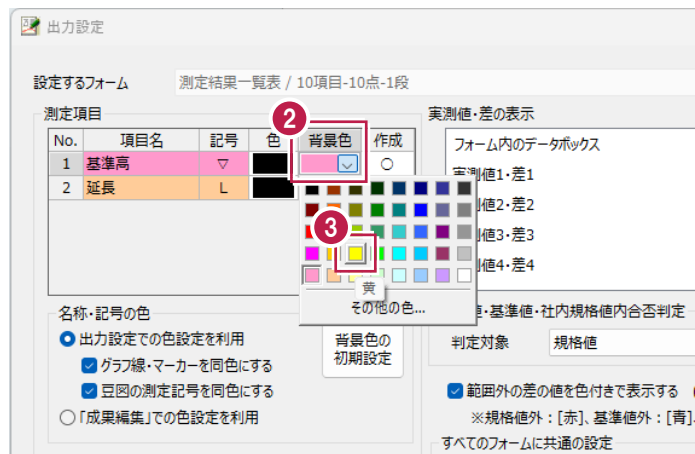 出力設定
設定するフォーム 測定結果一覧表 / 10項目-10点-1段
測定項目
2
No. 項目名 記号 色 背景色 作成
1 基準高 ▽ ○
2 延長 L
3
黄
その他の色...
名称・記号の色
出力設定での色設定を利用
グラフ線・マーカーを同色にする
豆図の測定記号を同色にする
「成果編集」での色設定を利用
背景色の
初期設定
実測値・差の表示
フォーム内のデータボックス
実測値1・差1
値2・差2
値3・差3
値4・差4
値・基準値・社内規格値内合否判定
判定対象 規格値
範囲外の差の値を色付きで表示する
※規格値外：[赤]、基準値外：[青]、
すべてのフォームに共通の設定